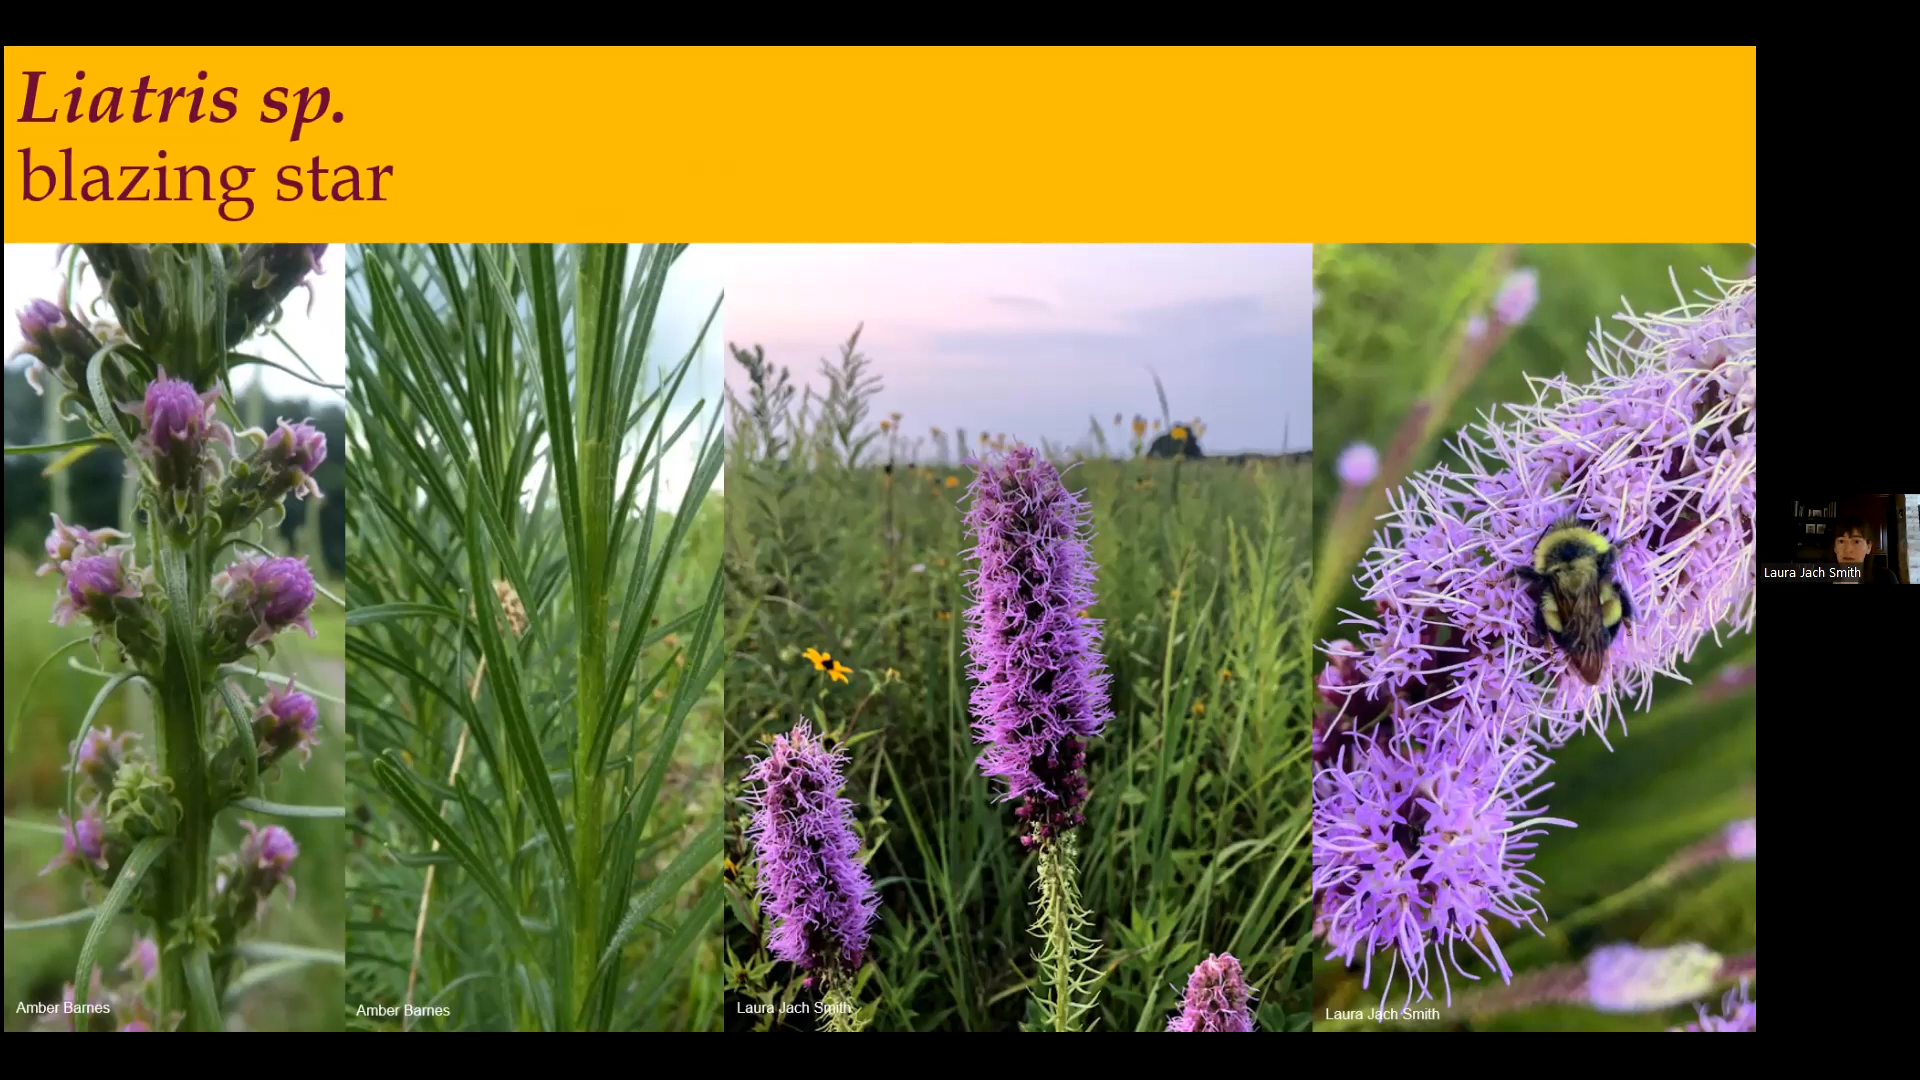 Liatris sp.
blazing star
Amber Barnes
Amber Barnes
Laura Jach Smith
Laura Jach Smith
Laura Jach Smith